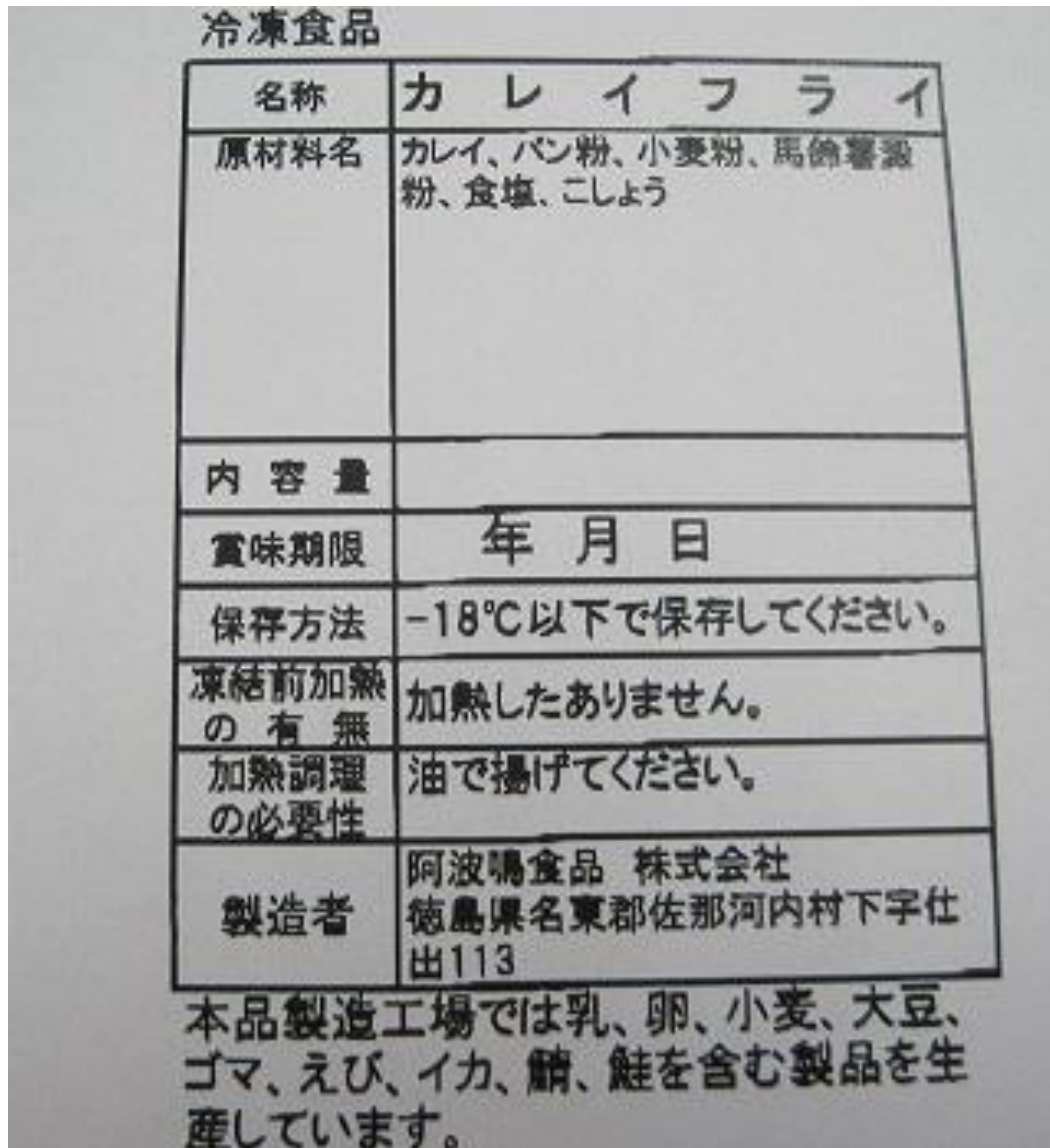 冷凍食品
名称 カレイフライ
原材料名 カレイ、パン粉、小麦粉、馬鈴薯澱
粉、食塩、こしょう
内容量
賞味期限 年 月 日
保存方法 -18℃以下で保存してください。
凍結前加熱
の有無 加熱したありません。
加熱調理
の必要性 油で揚げてください。
製造者 阿波鳴食品 株式会社
徳島県名東郡佐那河内村下字仕
出113
本品製造工場では乳、卵、小麦、大豆、
ゴマ、えび、イカ、鯖、鮭を含む製品を生
産しています。